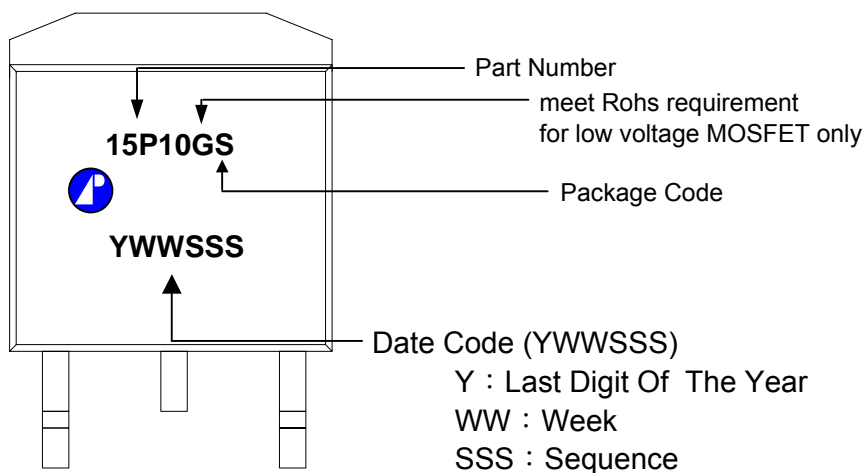 Part Number
meet Rohs requirement
for low voltage MOSFET only
15P10GS
Package Code
YWWSSS
Date Code (YWWSSS)
Y：Last Digit Of The Year
WW：Week
SSS：Sequence